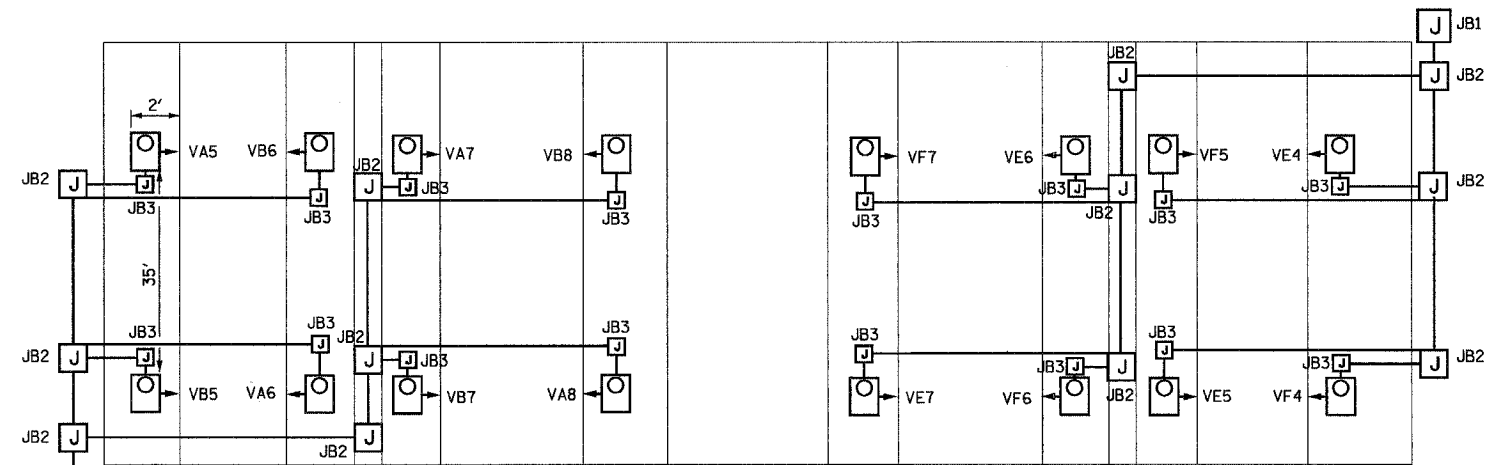 J JB1
JB2
J J JB2
2'
VA5 VB6 VA7 VB8 VF7 VE6 VF5 VE4
JB2 J J JB3 J JB3 JB2 J J JB3 J JB3 J JB3 JB3 J J JB2 J JB3 JB3 J J JB2
35'
JB2 J J JB3 J JB3 JB2 J J JB3 J JB3 J JB3 JB3 J J JB2 J JB3 JB3 J J JB2
VB5 VA6 VB7 VA8 VE7 VF6 VE5 VF4
JB2 J J JB2